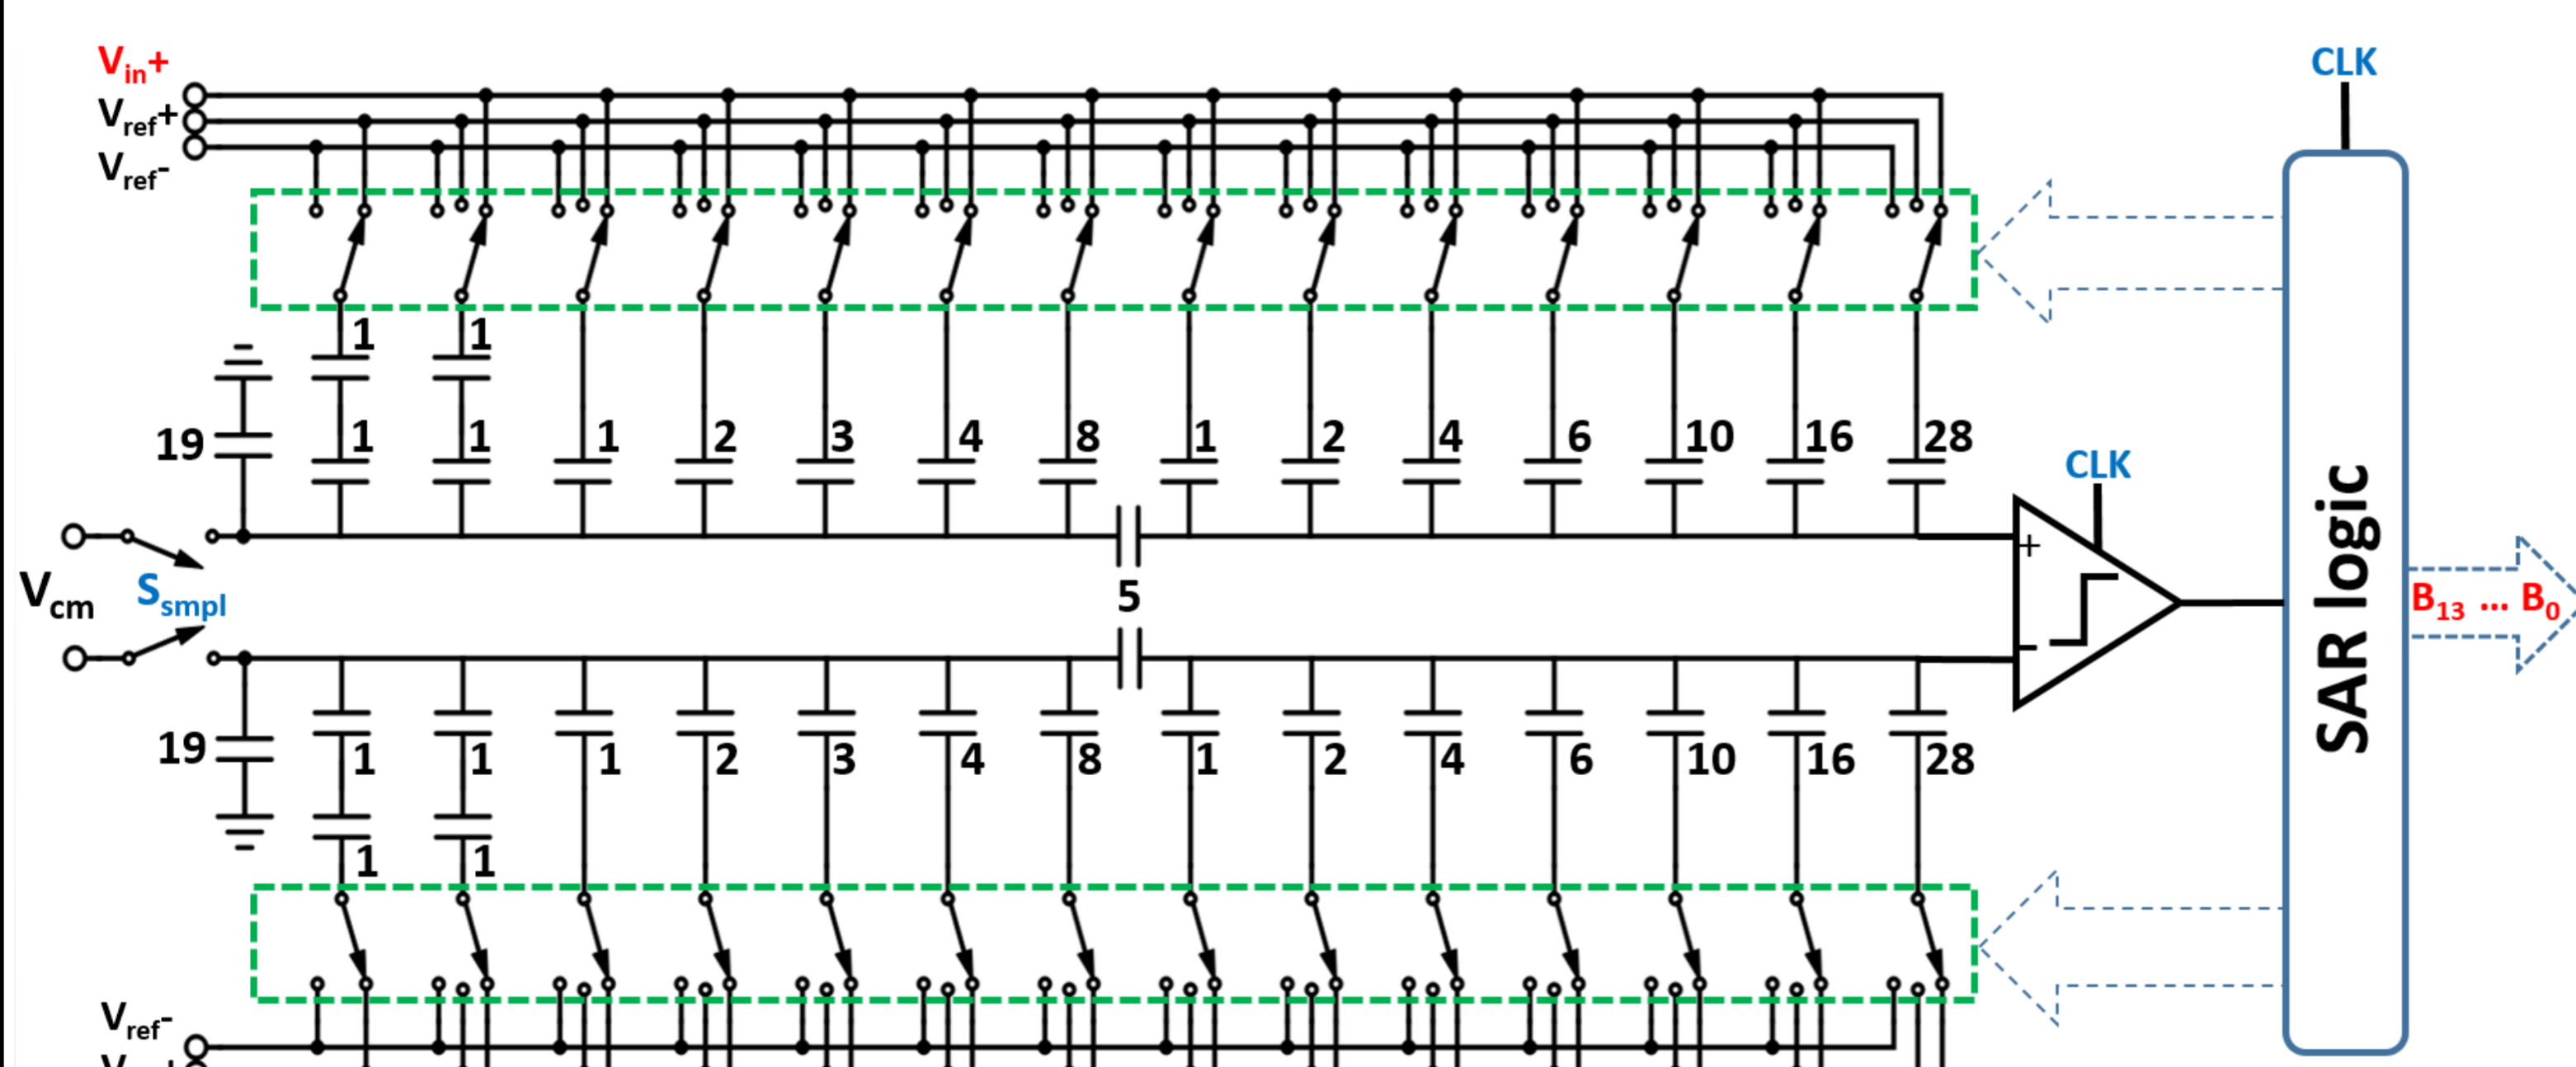 Vin+
CLK
Vref+
Vref-
1 1
19 1 1 1 2 3 4 8 1 2 4 6 10 16 28
CLK
+
Vcm Ssmpl 5
SAR logic
B13 ... B0
-
19 1 1 1 2 3 4 8 1 2 4 6 10 16 28
1 1
Vref-